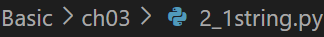 Basic > ch03 > 2_1string.py